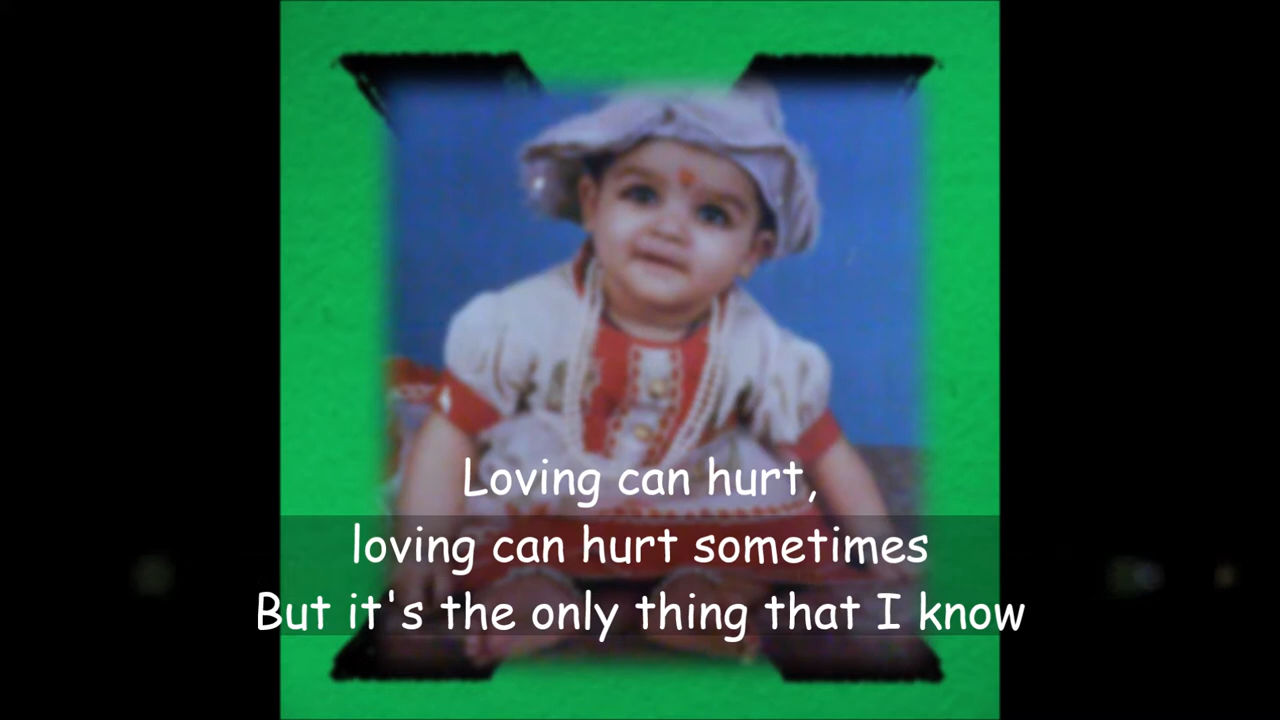 Loving can hurt,
loving can hurt sometimes
But it's the only thing that I know